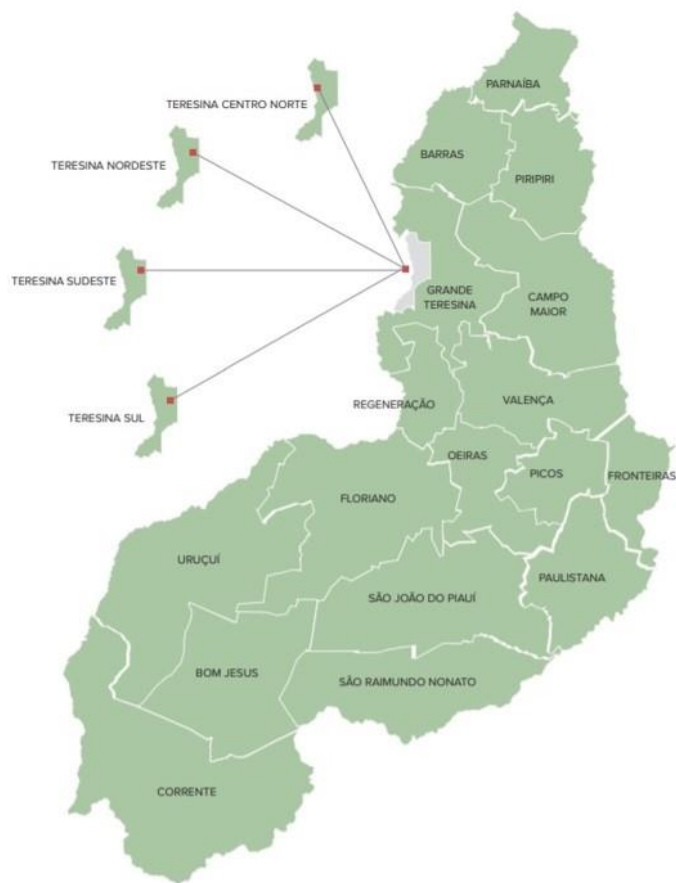 PARNAÍBA
TERESINA CENTRO NORTE
BARRAS
TERESINA NORDESTE
PIRIPIRI
TERESINA SUDESTE
GRANDE
TERESINA
CAMPO
MAIOR
REGENERAÇÃO
VALENÇA
TERESINA SUL
OEIRAS
PICOS
FRONTEIRAS
FLORIANO
URUÇUÍ
PAULISTANA
SÃO JOÃO DO PIAUÍ
BOM JESUS
SÃO RAIMUNDO NONATO
CORRENTE